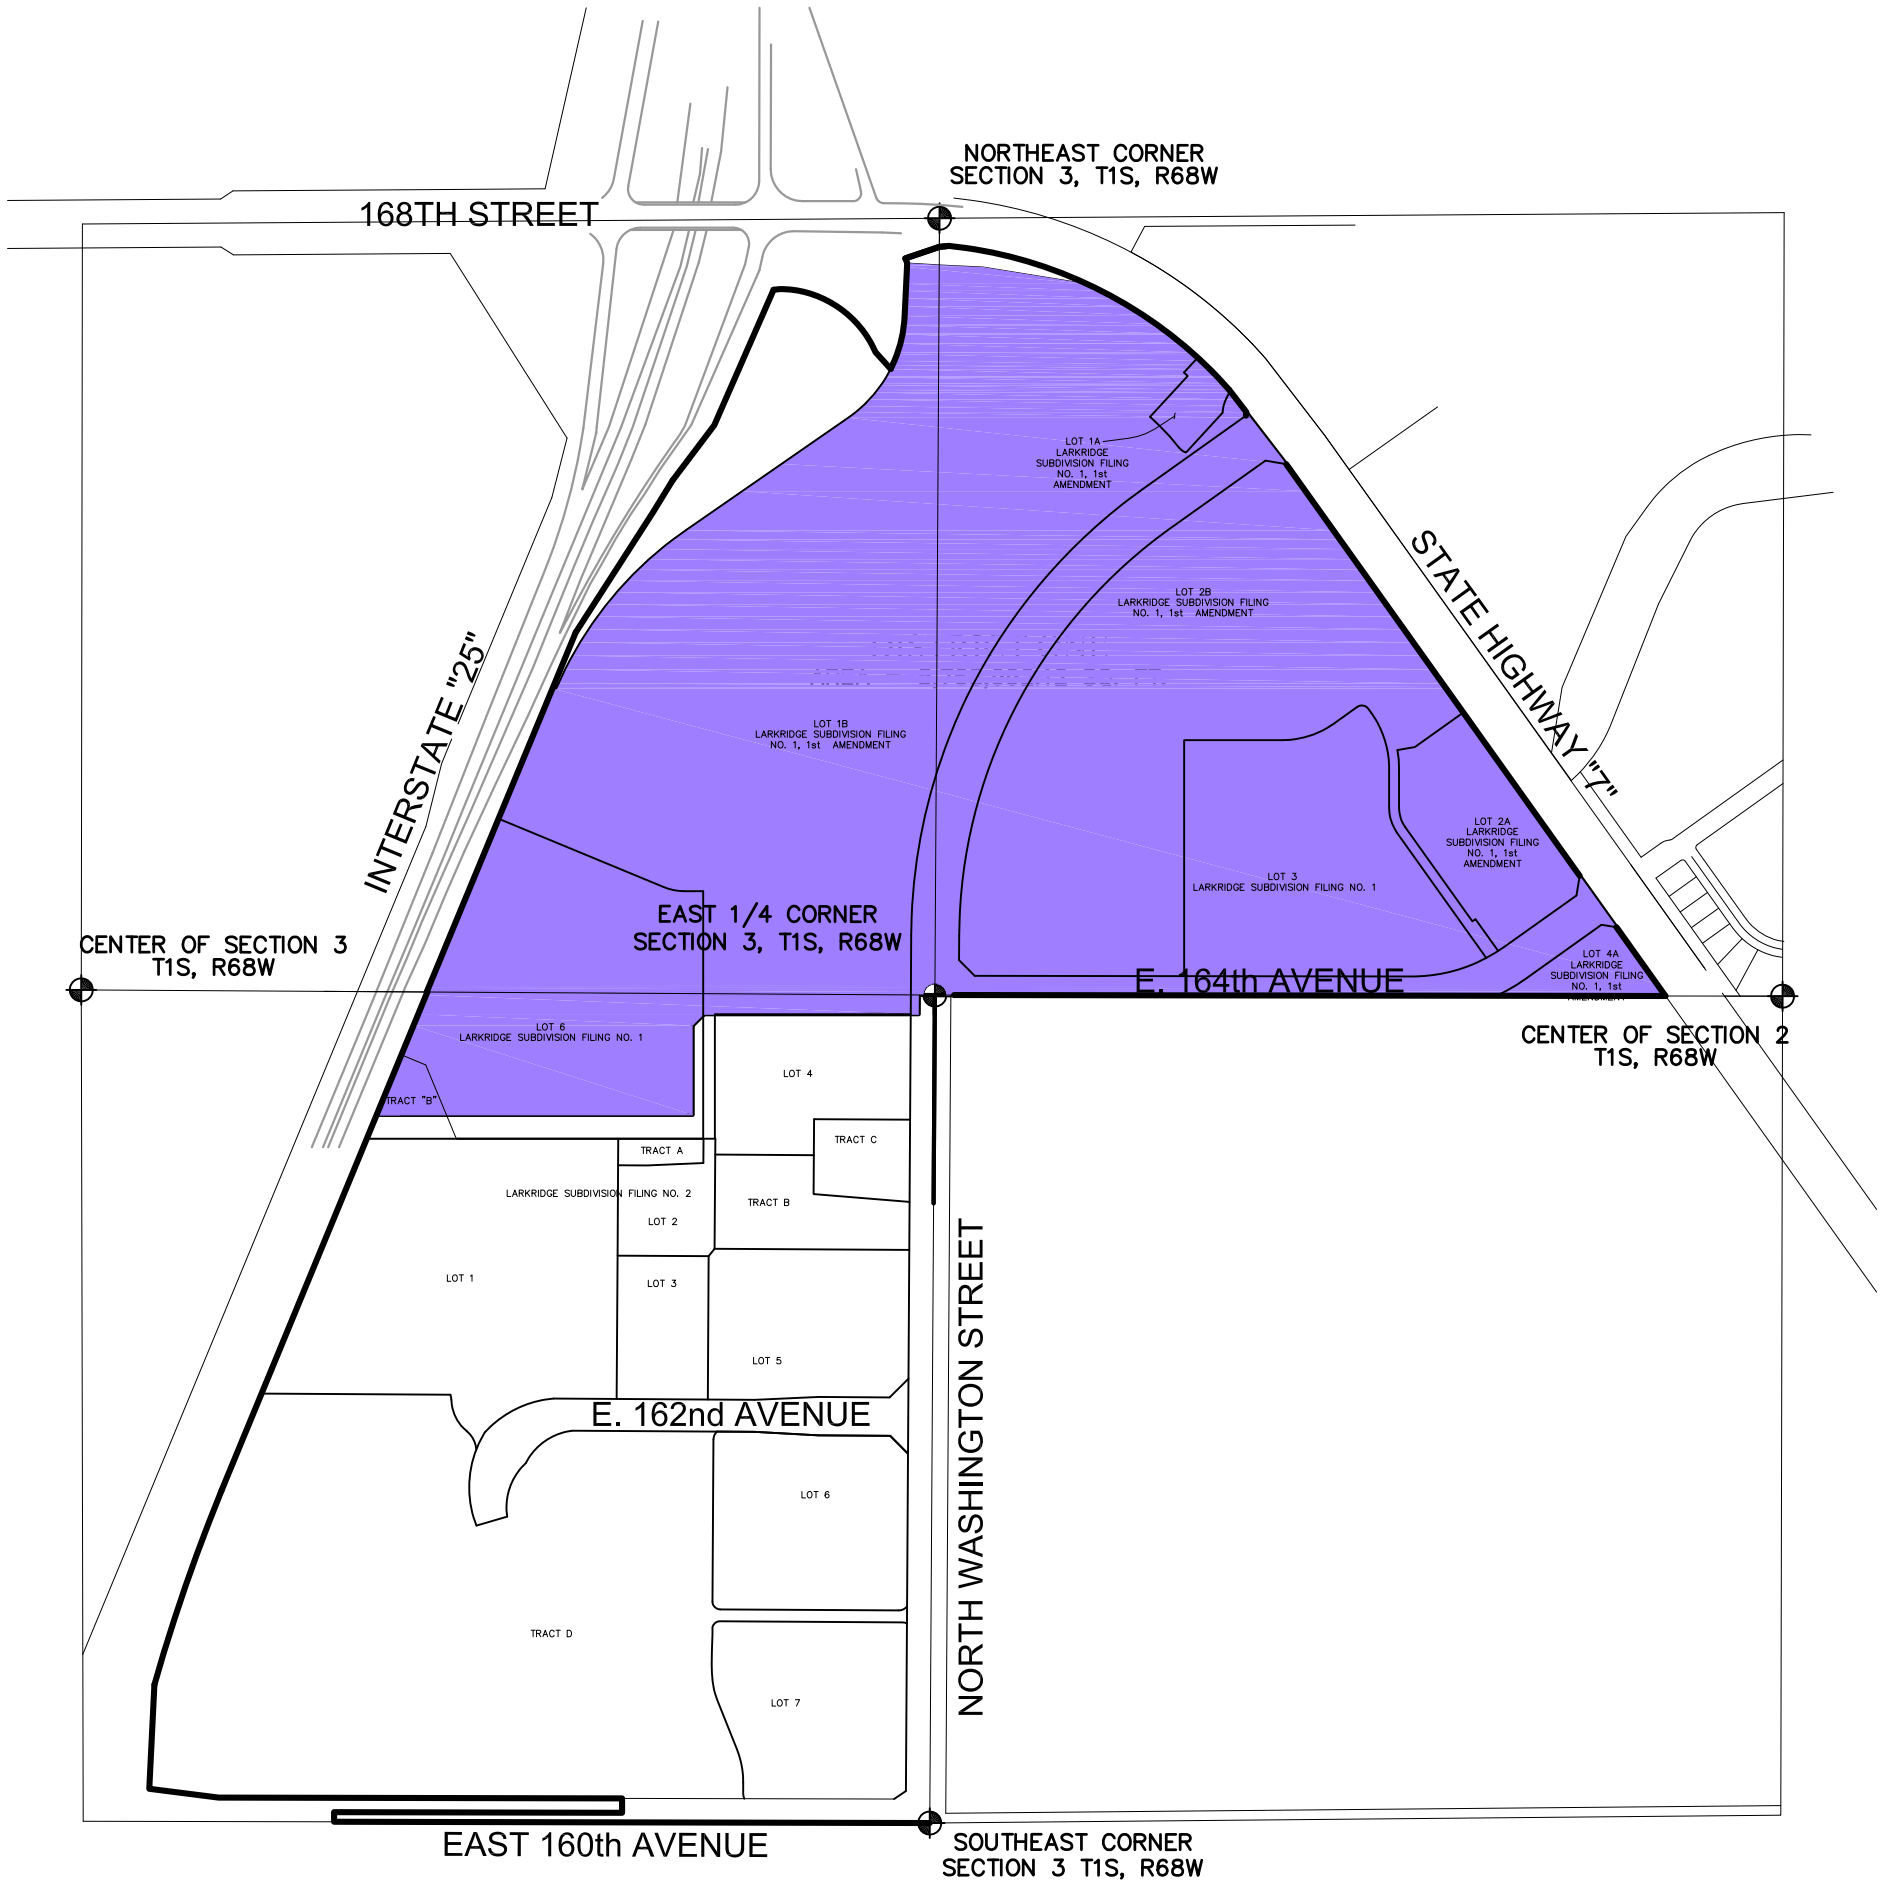 NORTHEAST CORNER
SECTION 3, T1S, R68W
168TH STREET
LOT 1A
LARKRIDGE
SUBDIVISION FILING
NO. 1, 1st
AMENDMENT
STATE HIGHWAY "7"
LOT 2B
LARKRIDGE SUBDIVISION FILING
NO. 1, 1st AMENDMENT
INTERSTATE "25"
LOT 1B
LARKRIDGE SUBDIVISION FILING
NO. 1, 1st AMENDMENT
LOT 2A
LARKRIDGE
SUBDIVISION FILING
NO. 1, 1st
AMENDMENT
LOT 3
LARKRIDGE SUBDIVISION FILING NO. 1
EAST 1/4 CORNER
SECTION 3, T1S, R68W
CENTER OF SECTION 3
T1S, R68W
LOT 4A
LARKRIDGE
SUBDIVISION FILING
NO. 1, 1st
AMENDMENT
E. 164th AVENUE
CENTER OF SECTION 2
T1S, R68W
LOT 6
LARKRIDGE SUBDIVISION FILING NO. 1
LOT 4
TRACT "B"
TRACT C
TRACT A
LARKRIDGE SUBDIVISION FILING NO. 2
TRACT B
LOT 2
LOT 1
LOT 3
LOT 5
E. 162nd AVENUE
NORTH WASHINGTON STREET
LOT 6
TRACT D
LOT 7
EAST 160th AVENUE
SOUTHEAST CORNER
SECTION 3 T1S, R68W